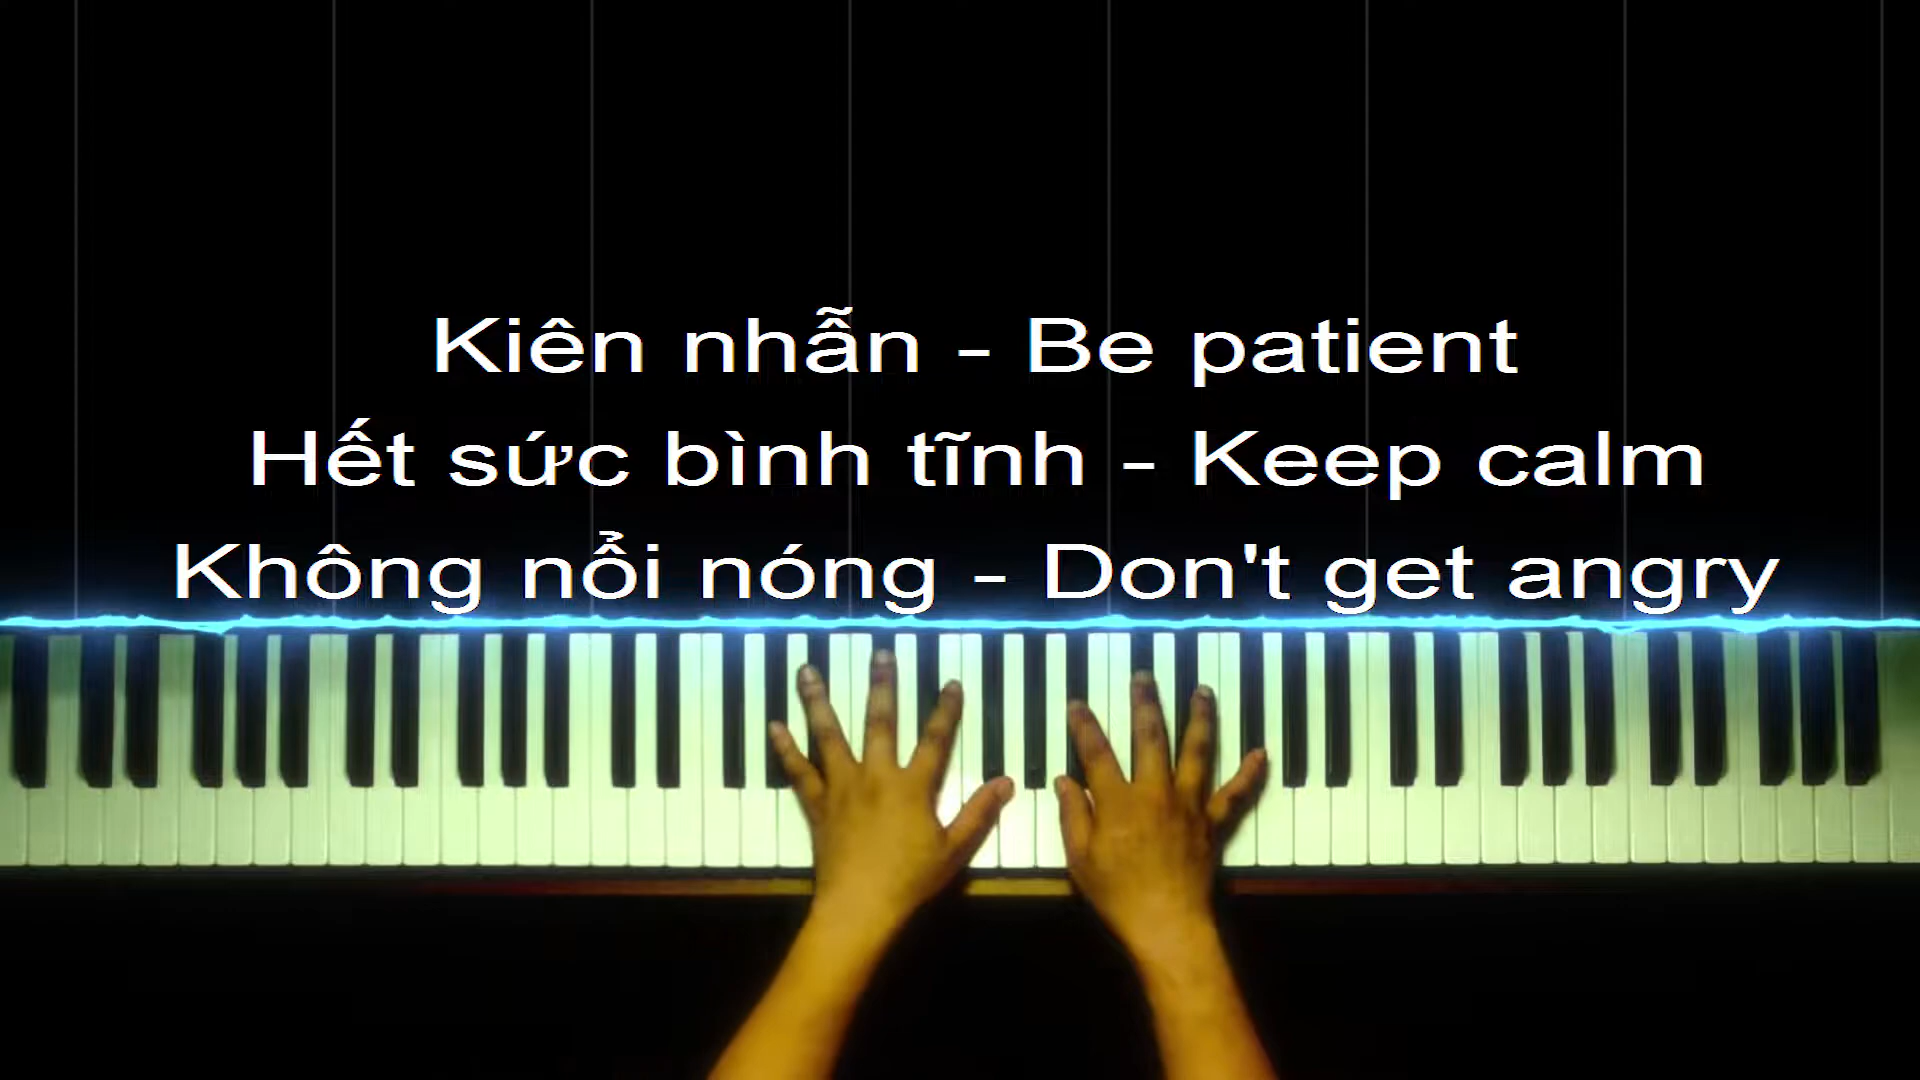 Kiên nhẫn - Be patient
Hết sức bình tĩnh - Keep calm
Không nổi nóng - Don't get angry